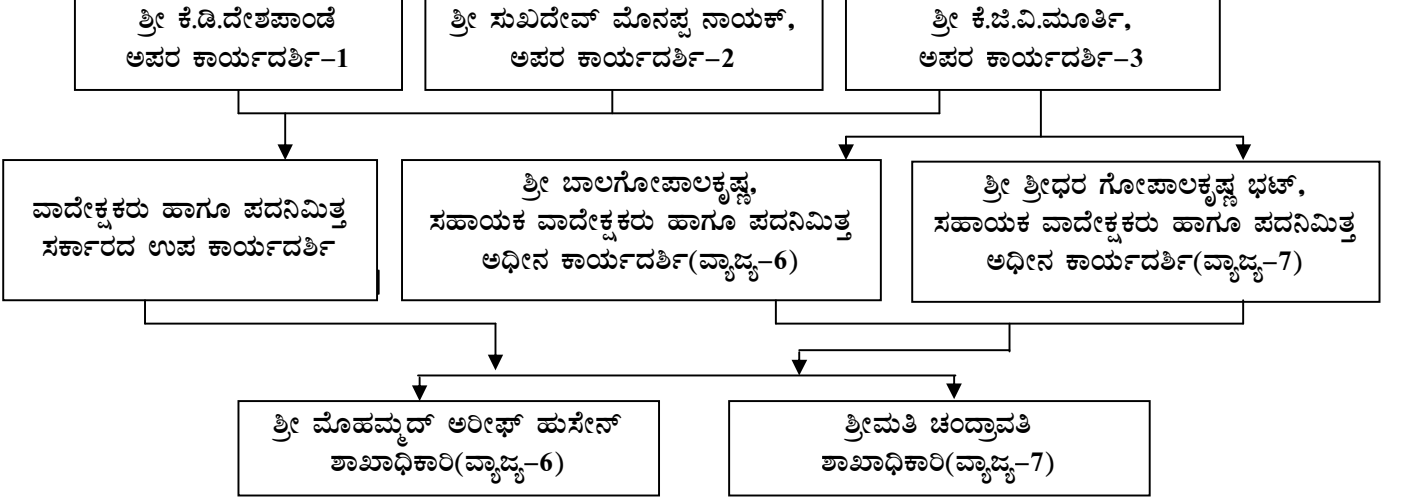 ಶ್ರೀ ಕೆ.ಡಿ.ದೇಶಪಾಂಡೆ
ಅಪರ ಕಾರ್ಯದರ್ಶಿ–1
ಶ್ರೀ ಸುಖದೇವ್ ಮೊನಪ್ಪ ನಾಯಕ್,
ಅಪರ ಕಾರ್ಯದರ್ಶಿ–2
ಶ್ರೀ ಕೆ.ಜಿ.ವಿ.ಮೂರ್ತಿ,
ಅಪರ ಕಾರ್ಯದರ್ಶಿ–3
ವಾದೇಕ್ಷಕರು ಹಾಗೂ ಪದನಿಮಿತ್ತ
ಸರ್ಕಾರದ ಉಪ ಕಾರ್ಯದರ್ಶಿ
ಶ್ರೀ ಬಾಲಗೋಪಾಲಕೃಷ್ಣ,
ಸಹಾಯಕ ವಾದೇಕ್ಷಕರು ಹಾಗೂ ಪದನಿಮಿತ್ತ
ಅಧೀನ ಕಾರ್ಯದರ್ಶಿ(ವ್ಯಾಜ್ಯ–6)
ಶ್ರೀ ಶ್ರೀಧರ ಗೋಪಾಲಕೃಷ್ಣ ಭಟ್,
ಸಹಾಯಕ ವಾದೇಕ್ಷಕರು ಹಾಗೂ ಪದನಿಮಿತ್ತ
ಅಧೀನ ಕಾರ್ಯದರ್ಶಿ(ವ್ಯಾಜ್ಯ–7)
ಶ್ರೀ ಮೊಹಮ್ಮದ್ ಅರೀಫ್ ಹುಸೇನ್
ಶಾಖಾಧಿಕಾರಿ(ವ್ಯಾಜ್ಯ–6)
ಶ್ರೀಮತಿ ಚಂದ್ರಾವತಿ
ಶಾಖಾಧಿಕಾರಿ(ವ್ಯಾಜ್ಯ–7)